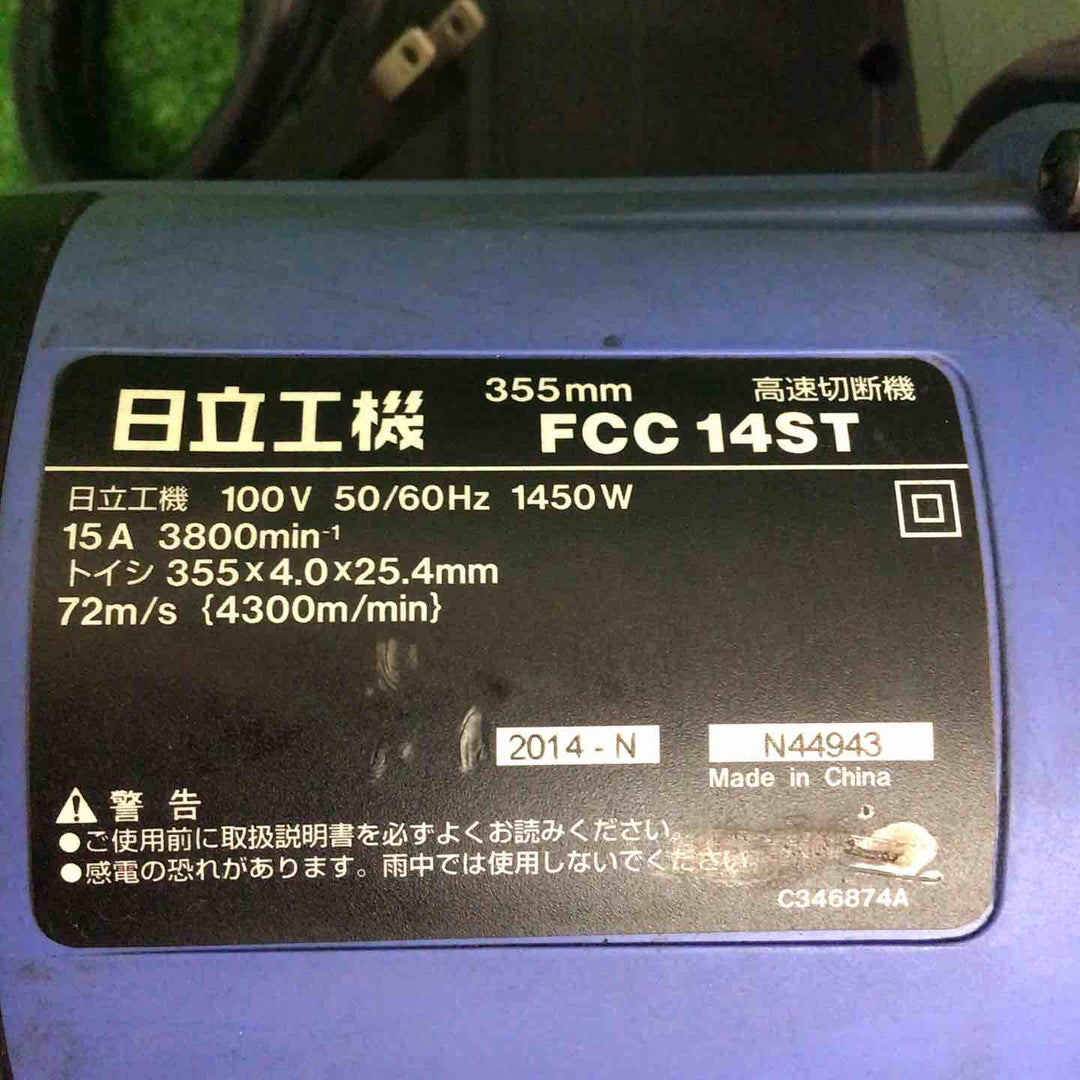 355mm 高速切断機
日立工機 FCC 14ST
日立工機 100V 50/60Hz 1450W
15A 3800min⁻¹
トイシ 355×4.0×25.4mm
72m/s {4300m/min}
2014-N N44943
Made in China
警告
●ご使用前に取扱説明書を必ずよくお読みください。
●感電の恐れがあります。雨中では使用しないでください。
C346874A